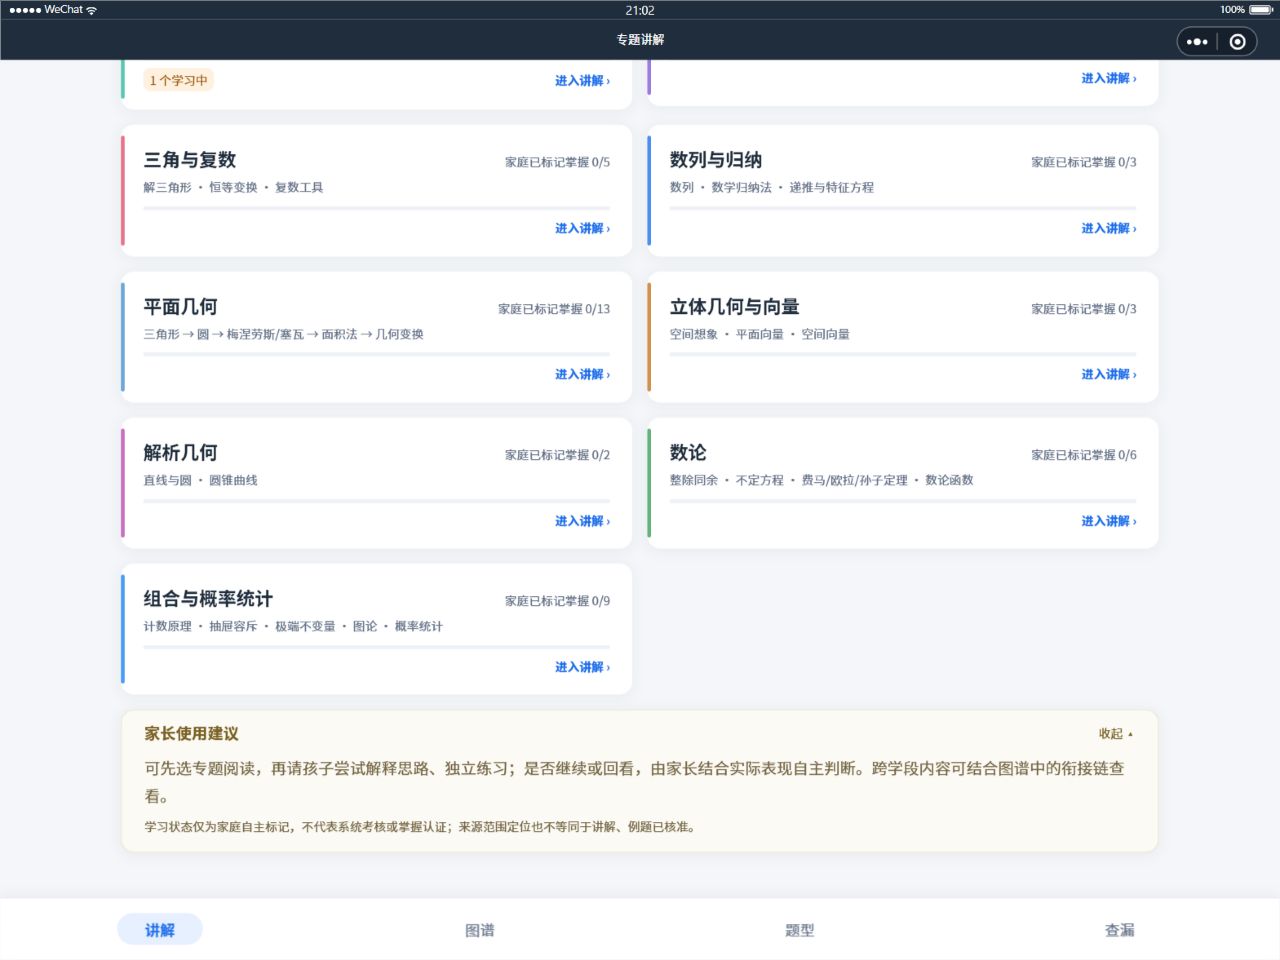 WeChat
21:02
100%
专题讲解
1 个学习中
进入讲解 ›
进入讲解 ›
三角与复数
家庭已标记掌握 0/5
解三角形 · 恒等变换 · 复数工具
进入讲解 ›
数列与归纳
家庭已标记掌握 0/3
数列 · 数学归纳法 · 递推与特征方程
进入讲解 ›
平面几何
家庭已标记掌握 0/13
三角形 → 圆 → 梅涅劳斯/塞瓦 → 面积法 → 几何变换
进入讲解 ›
立体几何与向量
家庭已标记掌握 0/3
空间想象 · 平面向量 · 空间向量
进入讲解 ›
解析几何
家庭已标记掌握 0/2
直线与圆 · 圆锥曲线
进入讲解 ›
数论
家庭已标记掌握 0/6
整除同余 · 不定方程 · 费马/欧拉/孙子定理 · 数论函数
进入讲解 ›
组合与概率统计
家庭已标记掌握 0/9
计数原理 · 抽屉容斥 · 极端不变量 · 图论 · 概率统计
进入讲解 ›
家长使用建议
收起 ▴
可先选专题阅读，再请孩子尝试解释思路、独立练习；是否继续或回看，由家长结合实际表现自主判断。跨学段内容可结合图谱中的衔接链查
看。
学习状态仅为家庭自主标记，不代表系统考核或掌握认证；来源范围定位也不等同于讲解、例题已核准。
讲解
图谱
题型
查漏